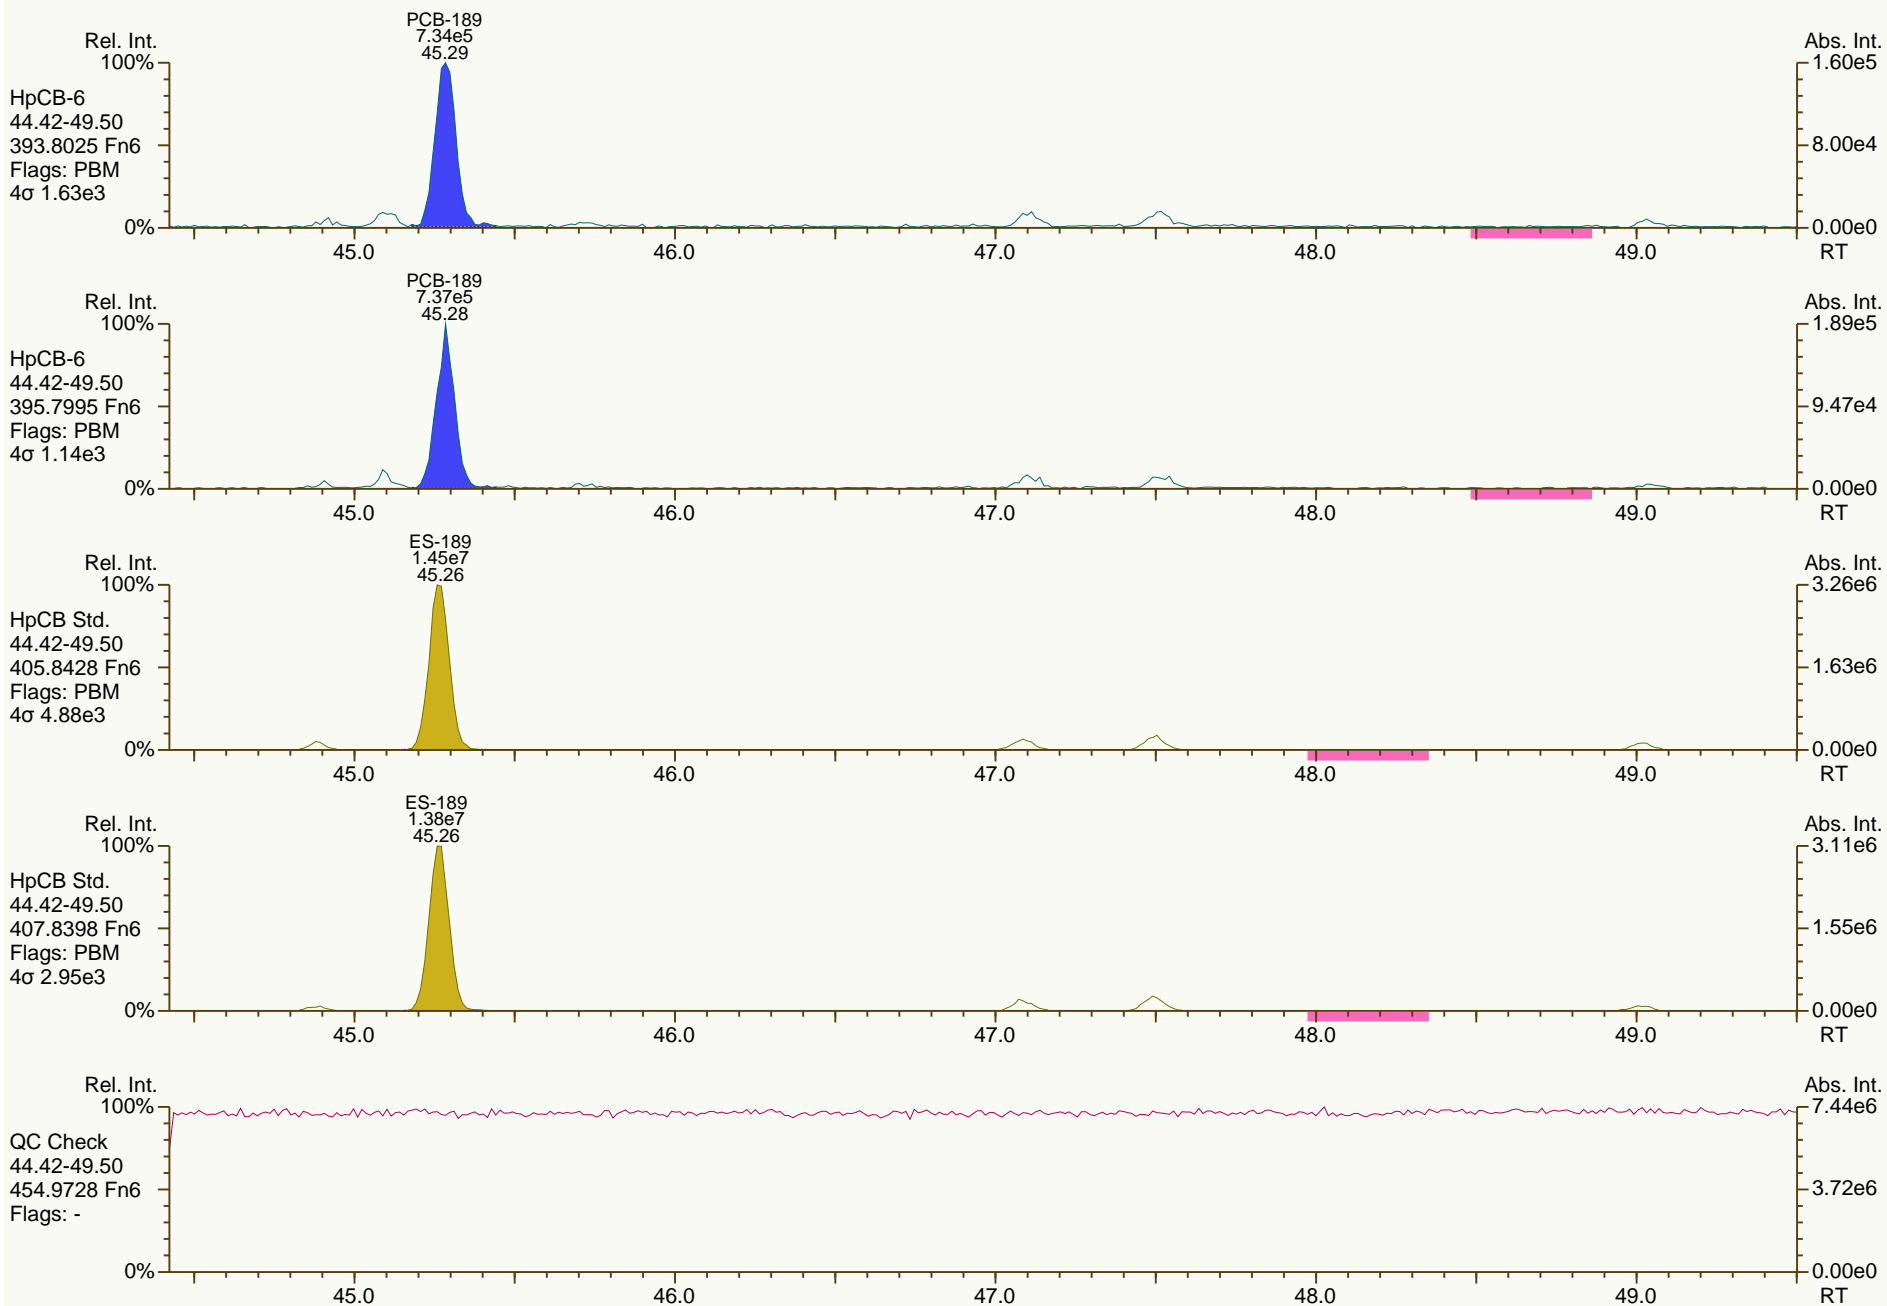 PCB-189
7.34e5
45.29
Rel. Int.
Abs. Int.
100%
1.60e5
HpCB-6
44.42-49.50
393.8025 Fn6
8.00e4
Flags: PBM
4σ 1.63e3
0%
0.00e0
45.0 46.0 47.0 48.0 49.0 RT
PCB-189
7.37e5
45.28
Rel. Int.
Abs. Int.
100%
1.89e5
HpCB-6
44.42-49.50
395.7995 Fn6
9.47e4
Flags: PBM
4σ 1.14e3
0%
0.00e0
45.0 46.0 47.0 48.0 49.0 RT
ES-189
1.45e7
45.26
Rel. Int.
Abs. Int.
100%
3.26e6
HpCB Std.
44.42-49.50
405.8428 Fn6
1.63e6
Flags: PBM
4σ 4.88e3
0%
0.00e0
45.0 46.0 47.0 48.0 49.0 RT
ES-189
1.38e7
45.26
Rel. Int.
Abs. Int.
100%
3.11e6
HpCB Std.
44.42-49.50
407.8398 Fn6
1.55e6
Flags: PBM
4σ 2.95e3
0%
0.00e0
45.0 46.0 47.0 48.0 49.0 RT
Rel. Int.
Abs. Int.
100%
7.44e6
QC Check
44.42-49.50
454.9728 Fn6
3.72e6
Flags: -
0%
0.00e0
45.0 46.0 47.0 48.0 49.0 RT